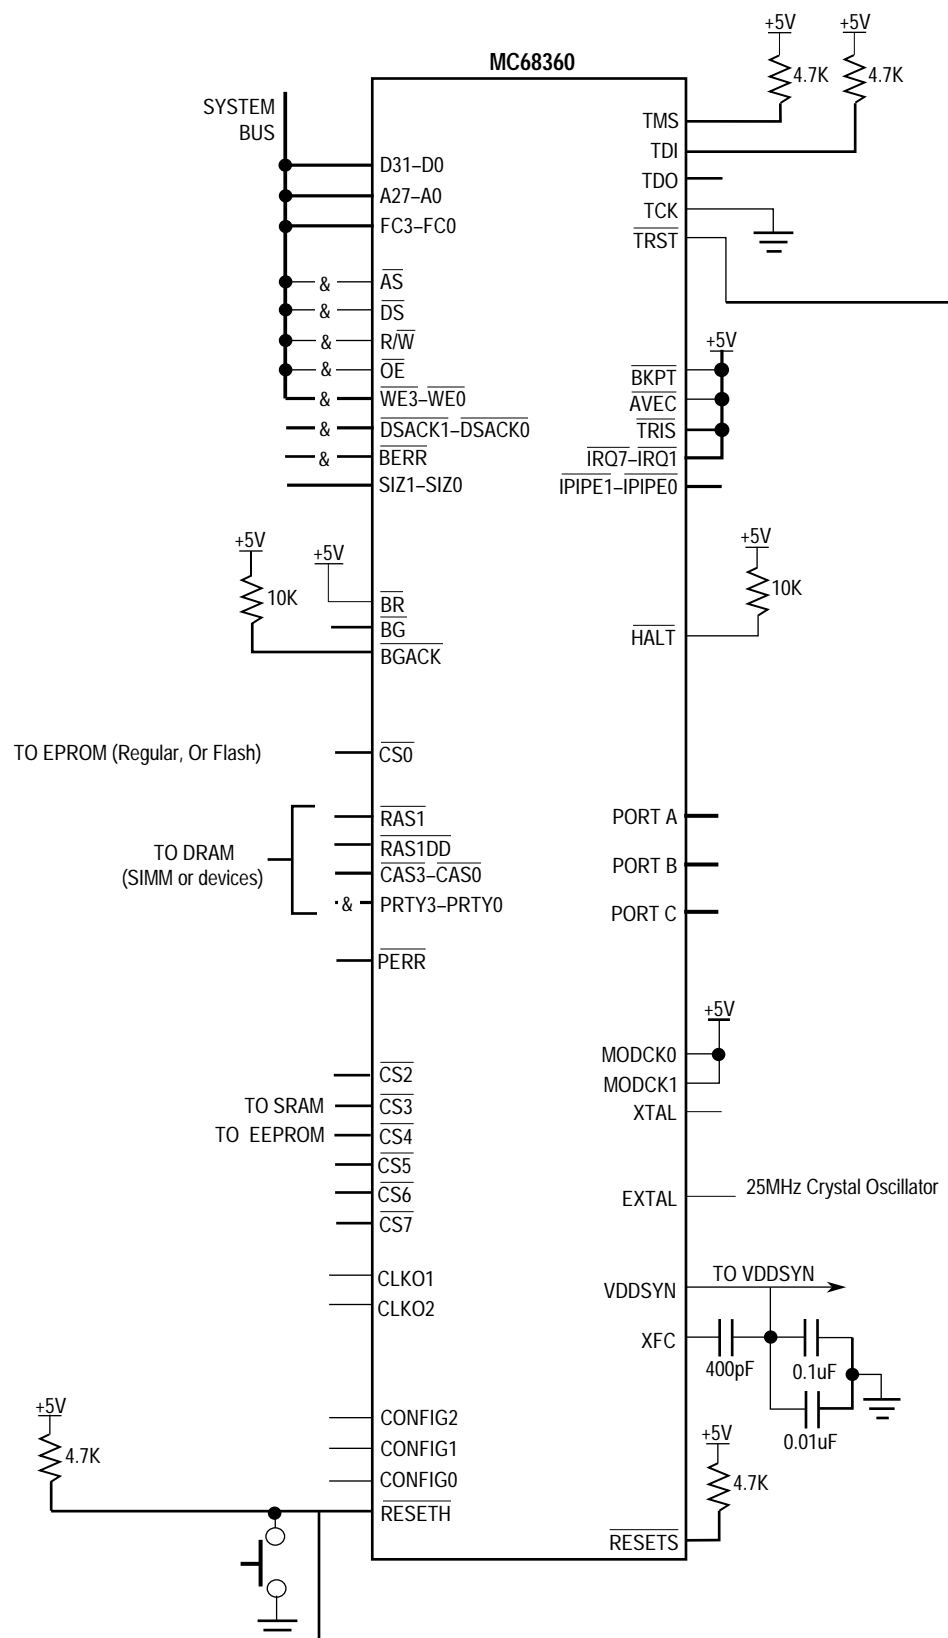 MC68360
+5V
4.7K
+5V
4.7K
SYSTEM
BUS
D31–D0
A27–A0
FC3–FC0
&
AS
&
DS
&
R/W
&
OE
&
WE3–WE0
&
DSACK1–DSACK0
&
BERR
SIZ1–SIZ0
+5V
10K
+5V
BR
BG
BGACK
TO EPROM (Regular, Or Flash)
CS0
TO DRAM
(SIMM or devices)
RAS1
RAS1DD
CAS3–CAS0
&
PRTY3–PRTY0
PERR
CS2
TO SRAM
CS3
TO EEPROM
CS4
CS5
CS6
CS7
CLKO1
CLKO2
CONFIG2
CONFIG1
CONFIG0
+5V
4.7K
RESETH
TMS
TDI
TDO
TCK
TRST
+5V
BKPT
AVEC
TRIS
IRQ7–IRQ1
IPIPE1–IPIPE0
+5V
10K
HALT
PORT A
PORT B
PORT C
+5V
MODCK0
MODCK1
XTAL
EXTAL
25MHz Crystal Oscillator
VDDSYN
TO VDDSYN
XFC
400pF
0.1uF
0.01uF
+5V
4.7K
RESETS